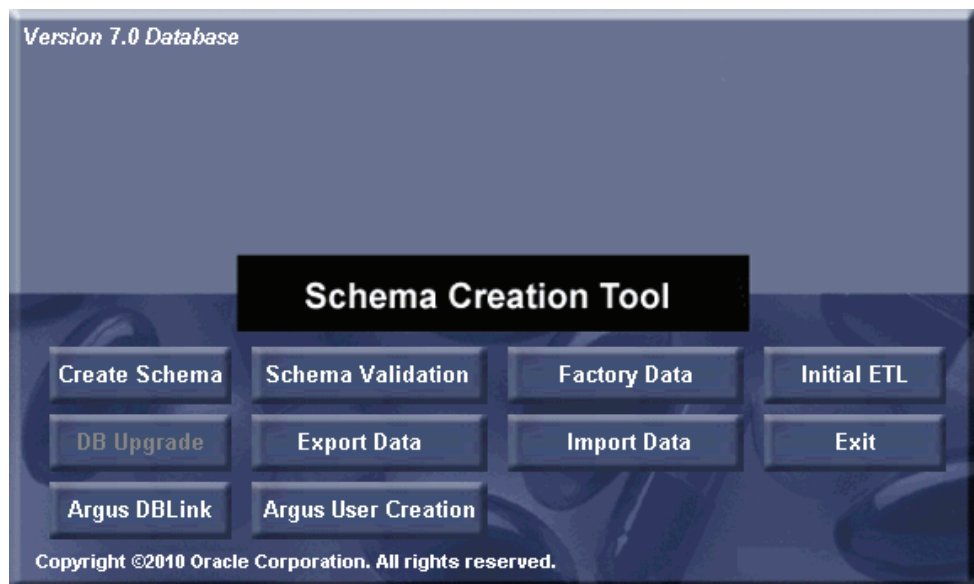 Version 7.0 Database
Schema Creation Tool
Create Schema
Schema Validation
Factory Data
Initial ETL
DB Upgrade
Export Data
Import Data
Exit
Argus DBLink
Argus User Creation
Copyright ©2010 Oracle Corporation. All rights reserved.